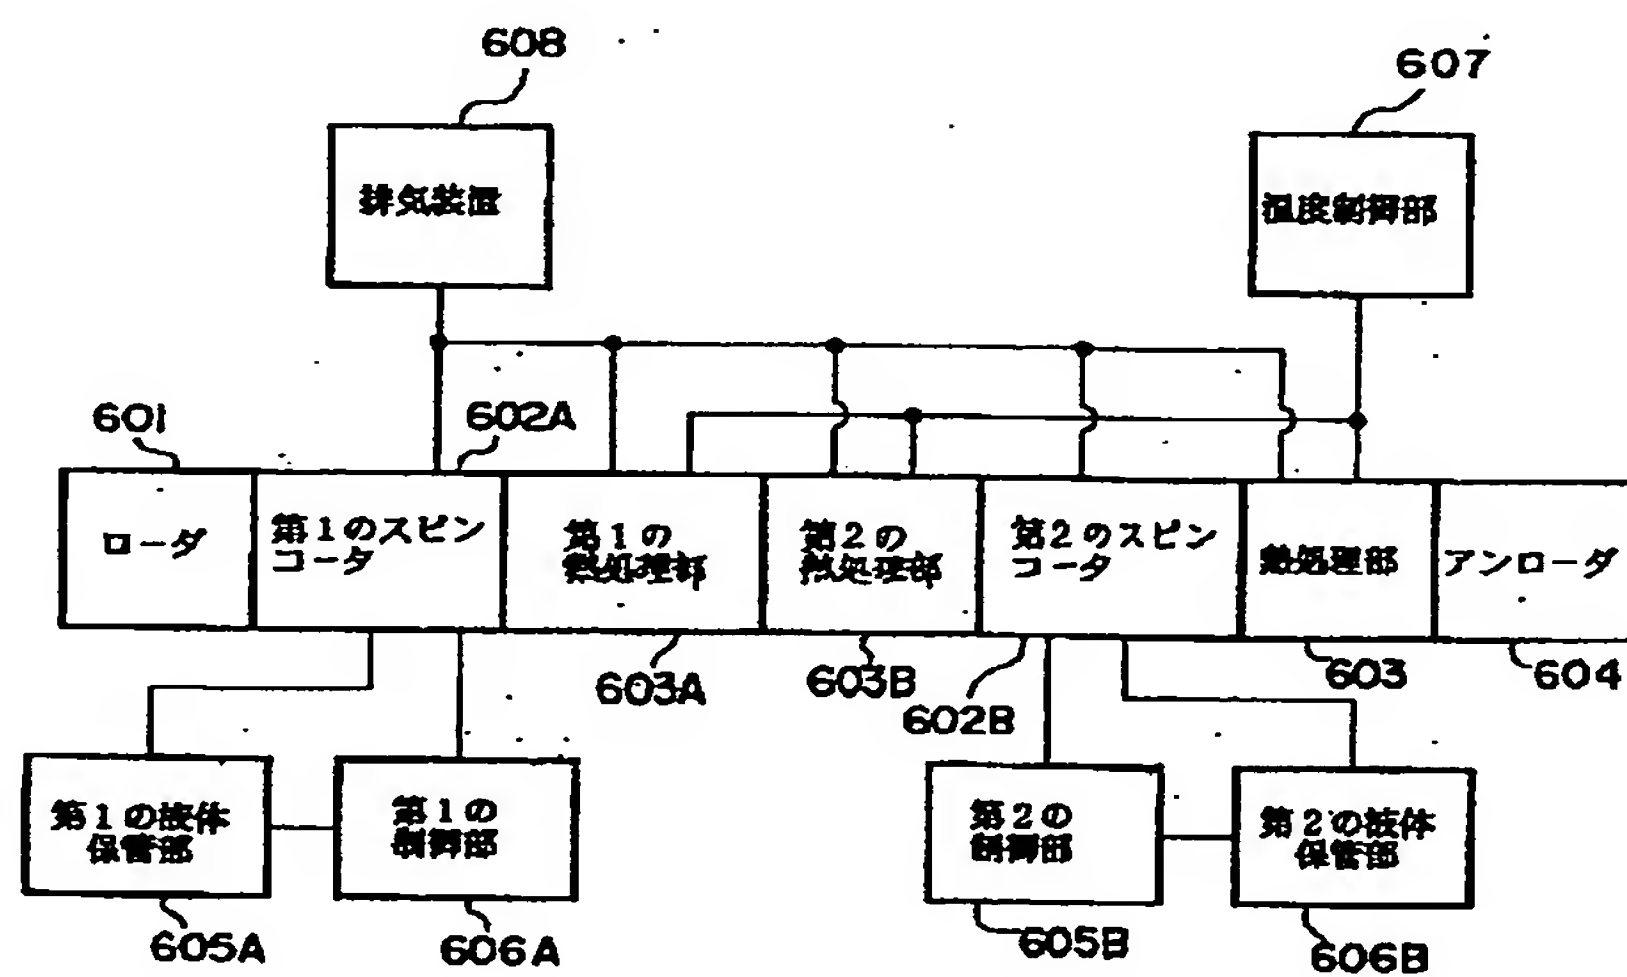 608
607
排気装置
温度制御部
601
602A
ローダ
第1のスピン
コータ
第1の
熱処理部
第2の
熱処理部
第2のスピン
コータ
熱処理部
アンローダ
603A
603B
602B
603
604
第1の液体
保管部
第1の
制御部
第2の
制御部
第2の液体
保管部
605A
606A
605B
606B